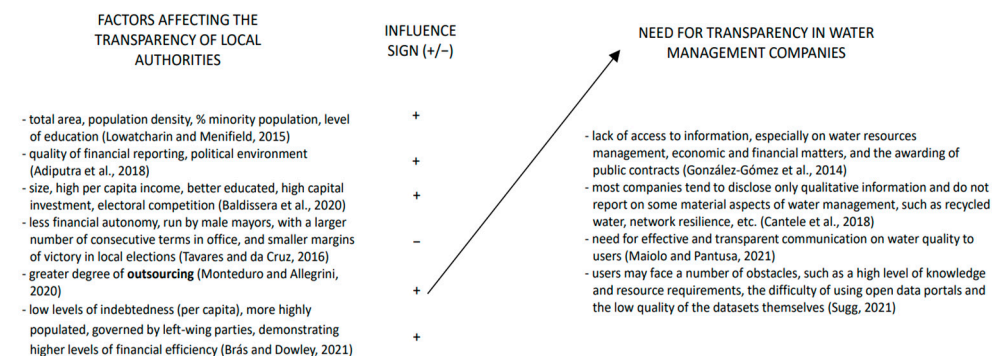 FACTORS AFFECTING THE
TRANSPARENCY OF LOCAL
AUTHORITIES
INFLUENCE
SIGN (+/−)
NEED FOR TRANSPARENCY IN WATER
MANAGEMENT COMPANIES
- total area, population density, % minority population, level
of education (Lowatcharin and Menifield, 2015)
+
- quality of financial reporting, political environment
(Adiputra et al., 2018)
+
- size, high per capita income, better educated, high capital
investment, electoral competition (Baldissera et al., 2020)
+
- less financial autonomy, run by male mayors, with a larger
number of consecutive terms in office, and smaller margins
of victory in local elections (Tavares and da Cruz, 2016)
−
- greater degree of outsourcing (Monteduro and Allegrini,
2020)
+
- low levels of indebtedness (per capita), more highly
populated, governed by left-wing parties, demonstrating
higher levels of financial efficiency (Brás and Dowley, 2021)
+
- lack of access to information, especially on water resources
management, economic and financial matters, and the awarding of
public contracts (González-Gómez et al., 2014)
- most companies tend to disclose only qualitative information and do not
report on some material aspects of water management, such as recycled
water, network resilience, etc. (Cantele et al., 2018)
- need for effective and transparent communication on water quality to
users (Maiolo and Pantusa, 2021)
- users may face a number of obstacles, such as a high level of knowledge
and resource requirements, the difficulty of using open data portals and
the low quality of the datasets themselves (Sugg, 2021)